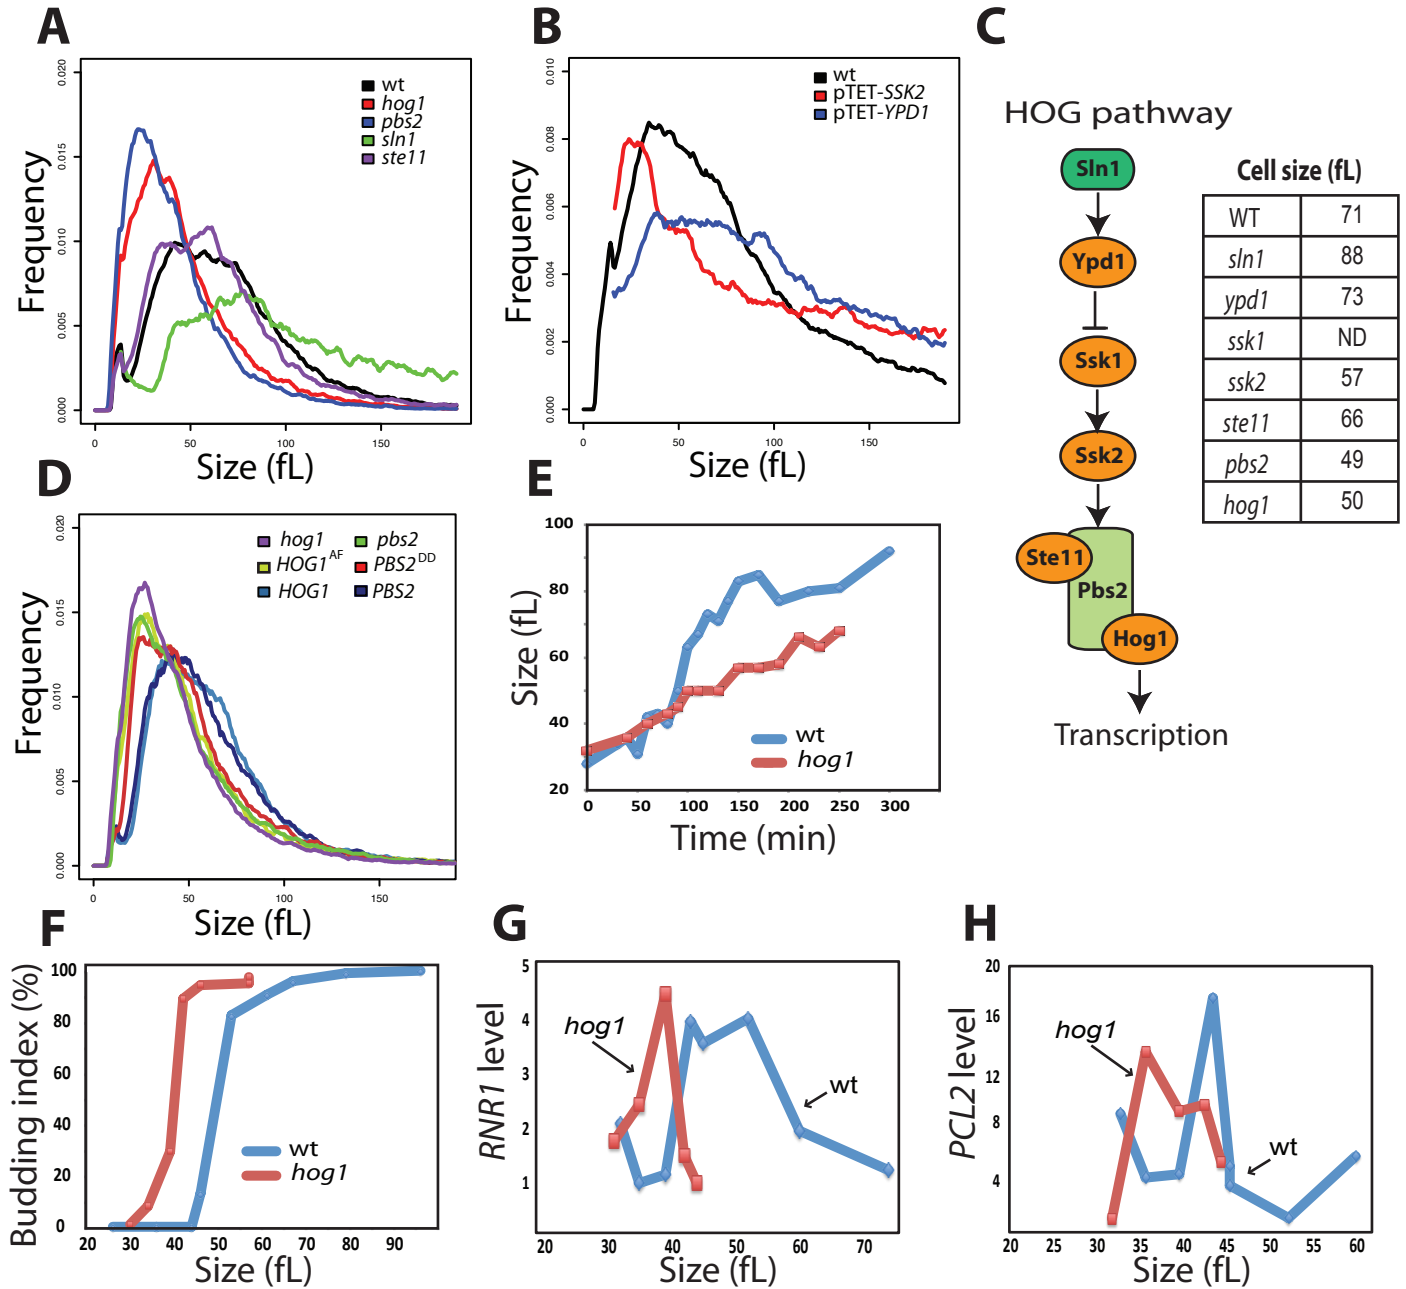 A
0.020
0.015
0.010
0.005
0.000
Frequency
wt
hog1
pbs2
sln1
ste11
0 50 100 150
Size (fL)
B
0.010
0.008
0.006
0.004
0.002
0.000
Frequency
wt
pTET-SSK2
pTET-YPD1
0 50 100 150
Size (fL)
C
HOG pathway
Sln1
Ypd1
Ssk1
Ssk2
Ste11
Pbs2
Hog1
Transcription
Cell size (fL)
WT 71
sln1 88
ypd1 73
ssk1 ND
ssk2 57
ste11 66
pbs2 49
hog1 50
D
0.020
0.015
0.010
0.005
0.000
Frequency
hog1 pbs2
HOG1AF PBS2DD
HOG1 PBS2
0 50 100 150
Size (fL)
E
100
80
60
40
20
Size (fL)
wt
hog1
0 50 100 150 200 250 300
Time (min)
F
100
80
60
40
20
0
Budding index (%)
wt
hog1
20 30 40 50 60 70 80 90
Size (fL)
G
5
4
3
2
1
RNR1 level
hog1
wt
20 30 40 50 60 70
Size (fL)
H
20
16
12
8
4
PCL2 level
hog1
wt
20 25 30 35 40 45 50 55 60
Size (fL)